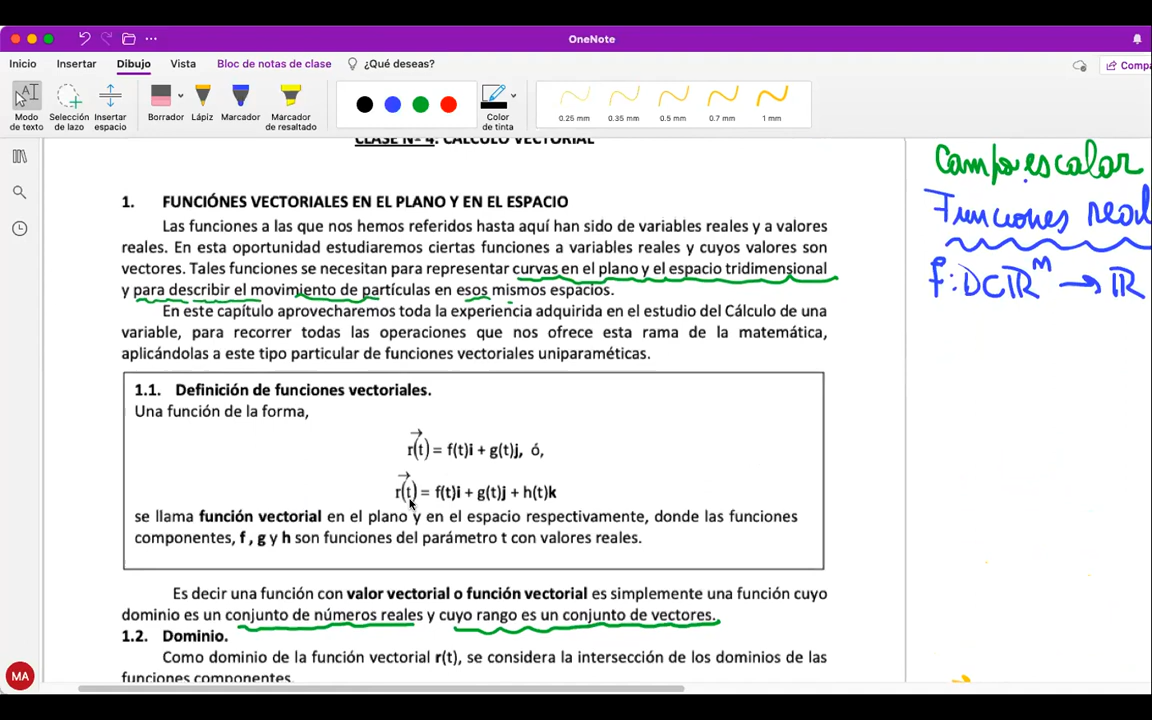 OneNote
Inicio Insertar Dibujo Vista Bloc de notas de clase ¿Qué deseas?
Modo de texto Selección de lazo Insertar espacio Borrador Lápiz Marcador Marcador de resaltado Color de tinta 0.25 mm 0.35 mm 0.5 mm 0.7 mm 1 mm
CLASE Nº 4: CALCULO VECTORIAL
1. FUNCIÓNES VECTORIALES EN EL PLANO Y EN EL ESPACIO
Las funciones a las que nos hemos referidos hasta aquí han sido de variables reales y a valores
reales. En esta oportunidad estudiaremos ciertas funciones a variables reales y cuyos valores son
vectores. Tales funciones se necesitan para representar curvas en el plano y el espacio tridimensional
y para describir el movimiento de partículas en esos mismos espacios.
En este capítulo aprovecharemos toda la experiencia adquirida en el estudio del Cálculo de una
variable, para recorrer todas las operaciones que nos ofrece esta rama de la matemática,
aplicándolas a este tipo particular de funciones vectoriales uniparaméticas.
1.1. Definición de funciones vectoriales.
Una función de la forma,
r(t) = f(t)i + g(t)j, ó,
r(t) = f(t)i + g(t)j + h(t)k
se llama función vectorial en el plano y en el espacio respectivamente, donde las funciones
componentes, f , g y h son funciones del parámetro t con valores reales.
Es decir una función con valor vectorial o función vectorial es simplemente una función cuyo
dominio es un conjunto de números reales y cuyo rango es un conjunto de vectores.
1.2. Dominio.
Como dominio de la función vectorial r(t), se considera la intersección de los dominios de las
funciones componentes.
Campo escalar
Funciones real
f: D⊂ℝᵐ → ℝ
MA